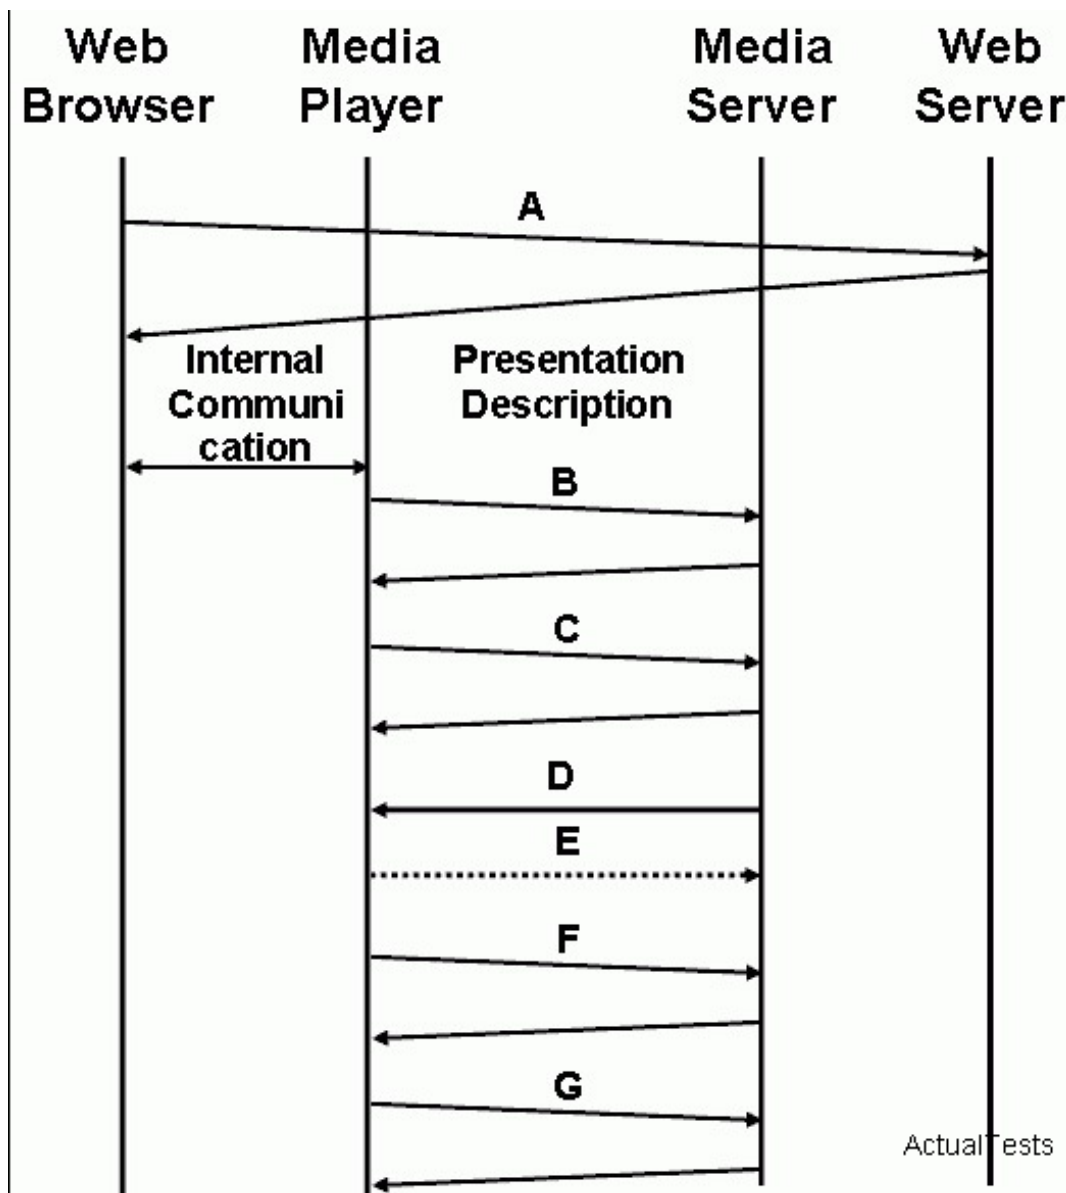 Web Media Media Web
Browser Player Server Server
A
Internal Presentation
Communi Description
cation
B
C
D
E
F
G
ActualTests